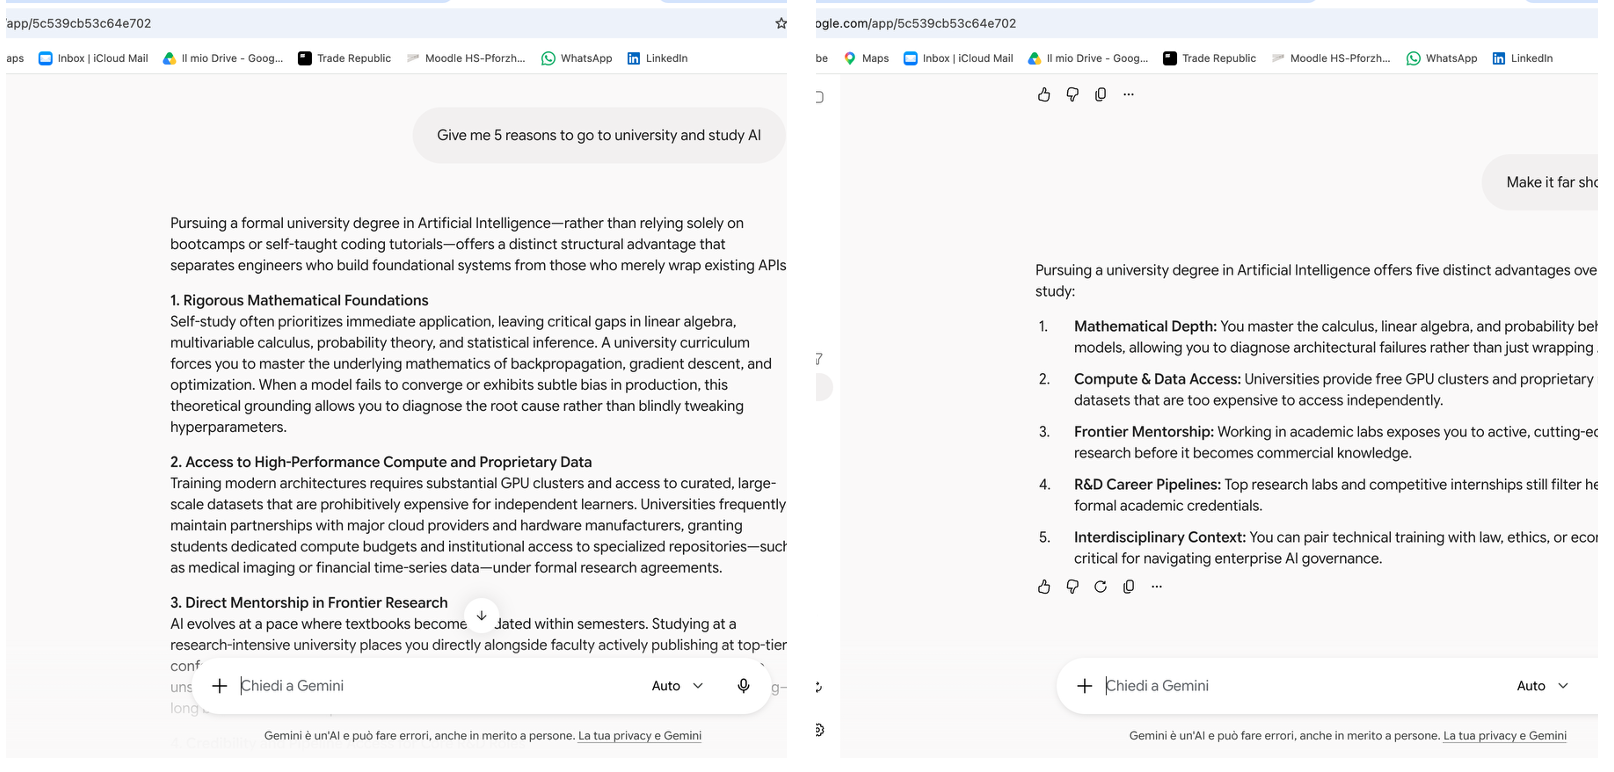 /app/5c539cb53c64e702
aps Inbox | iCloud Mail Il mio Drive - Goog... Trade Republic Moodle HS-Pforzh... WhatsApp LinkedIn
Give me 5 reasons to go to university and study AI
Pursuing a formal university degree in Artificial Intelligence—rather than relying solely on
bootcamps or self-taught coding tutorials—offers a distinct structural advantage that
separates engineers who build foundational systems from those who merely wrap existing APIs
1. Rigorous Mathematical Foundations
Self-study often prioritizes immediate application, leaving critical gaps in linear algebra,
multivariable calculus, probability theory, and statistical inference. A university curriculum
forces you to master the underlying mathematics of backpropagation, gradient descent, and
optimization. When a model fails to converge or exhibits subtle bias in production, this
theoretical grounding allows you to diagnose the root cause rather than blindly tweaking
hyperparameters.
2. Access to High-Performance Compute and Proprietary Data
Training modern architectures requires substantial GPU clusters and access to curated, large-
scale datasets that are prohibitively expensive for independent learners. Universities frequently
maintain partnerships with major cloud providers and hardware manufacturers, granting
students dedicated compute budgets and institutional access to specialized repositories—such
as medical imaging or financial time-series data—under formal research agreements.
3. Direct Mentorship in Frontier Research
AI evolves at a pace where textbooks become dated within semesters. Studying at a
research-intensive university places you directly alongside faculty actively publishing at top-tier
conf
uns g—
long
Chiedi a Gemini Auto
Gemini è un'AI e può fare errori, anche in merito a persone. La tua privacy e Gemini
ogle.com/app/5c539cb53c64e702
be Maps Inbox | iCloud Mail Il mio Drive - Goog... Trade Republic Moodle HS-Pforzh... WhatsApp LinkedIn
Make it far sho
Pursuing a university degree in Artificial Intelligence offers five distinct advantages ove
study:
1. Mathematical Depth: You master the calculus, linear algebra, and probability beh
models, allowing you to diagnose architectural failures rather than just wrapping
2. Compute & Data Access: Universities provide free GPU clusters and proprietary
datasets that are too expensive to access independently.
3. Frontier Mentorship: Working in academic labs exposes you to active, cutting-ed
research before it becomes commercial knowledge.
4. R&D Career Pipelines: Top research labs and competitive internships still filter he
formal academic credentials.
5. Interdisciplinary Context: You can pair technical training with law, ethics, or econ
critical for navigating enterprise AI governance.
Chiedi a Gemini Auto
Gemini è un'AI e può fare errori, anche in merito a persone. La tua privacy e Gemini